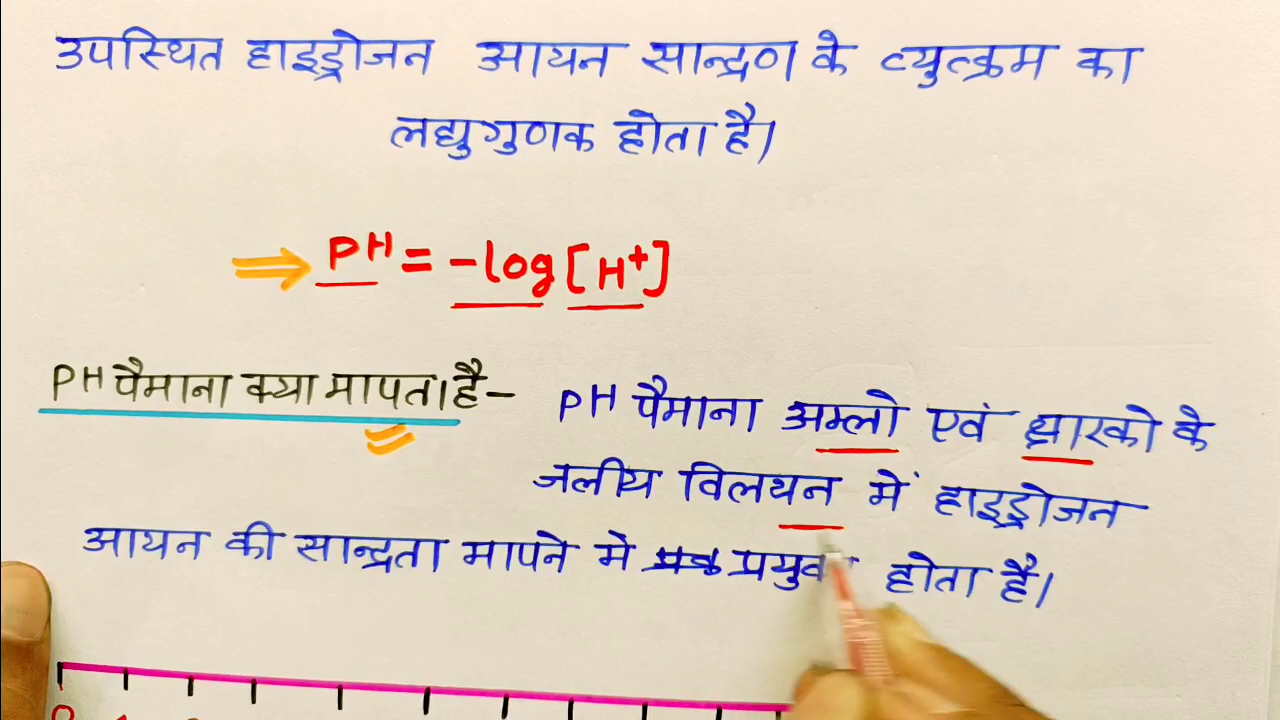 उपस्थित हाइड्रोजन आयन सान्द्रण के व्युत्क्रम का
लघुगुणक होता है।
PH = -log[H+]
PH पैमाना क्या मापता है-
PH पैमाना अम्लो एवं क्षारको के
जलीय विलयन में हाइड्रोजन
आयन की सान्द्रता मापने मे प्रयुक्त होता है।
0